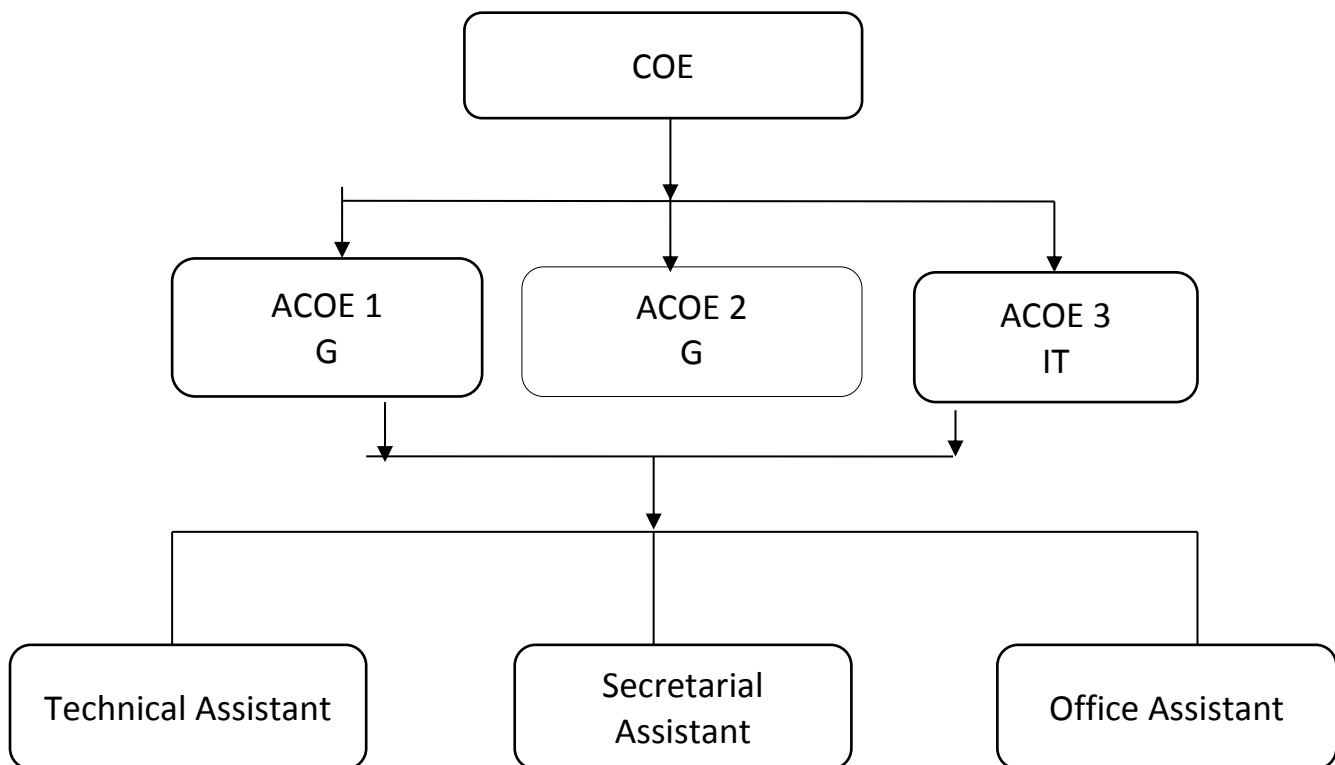 COE
ACOE 1
G
ACOE 2
G
ACOE 3
IT
Technical Assistant
Secretarial
Assistant
Office Assistant